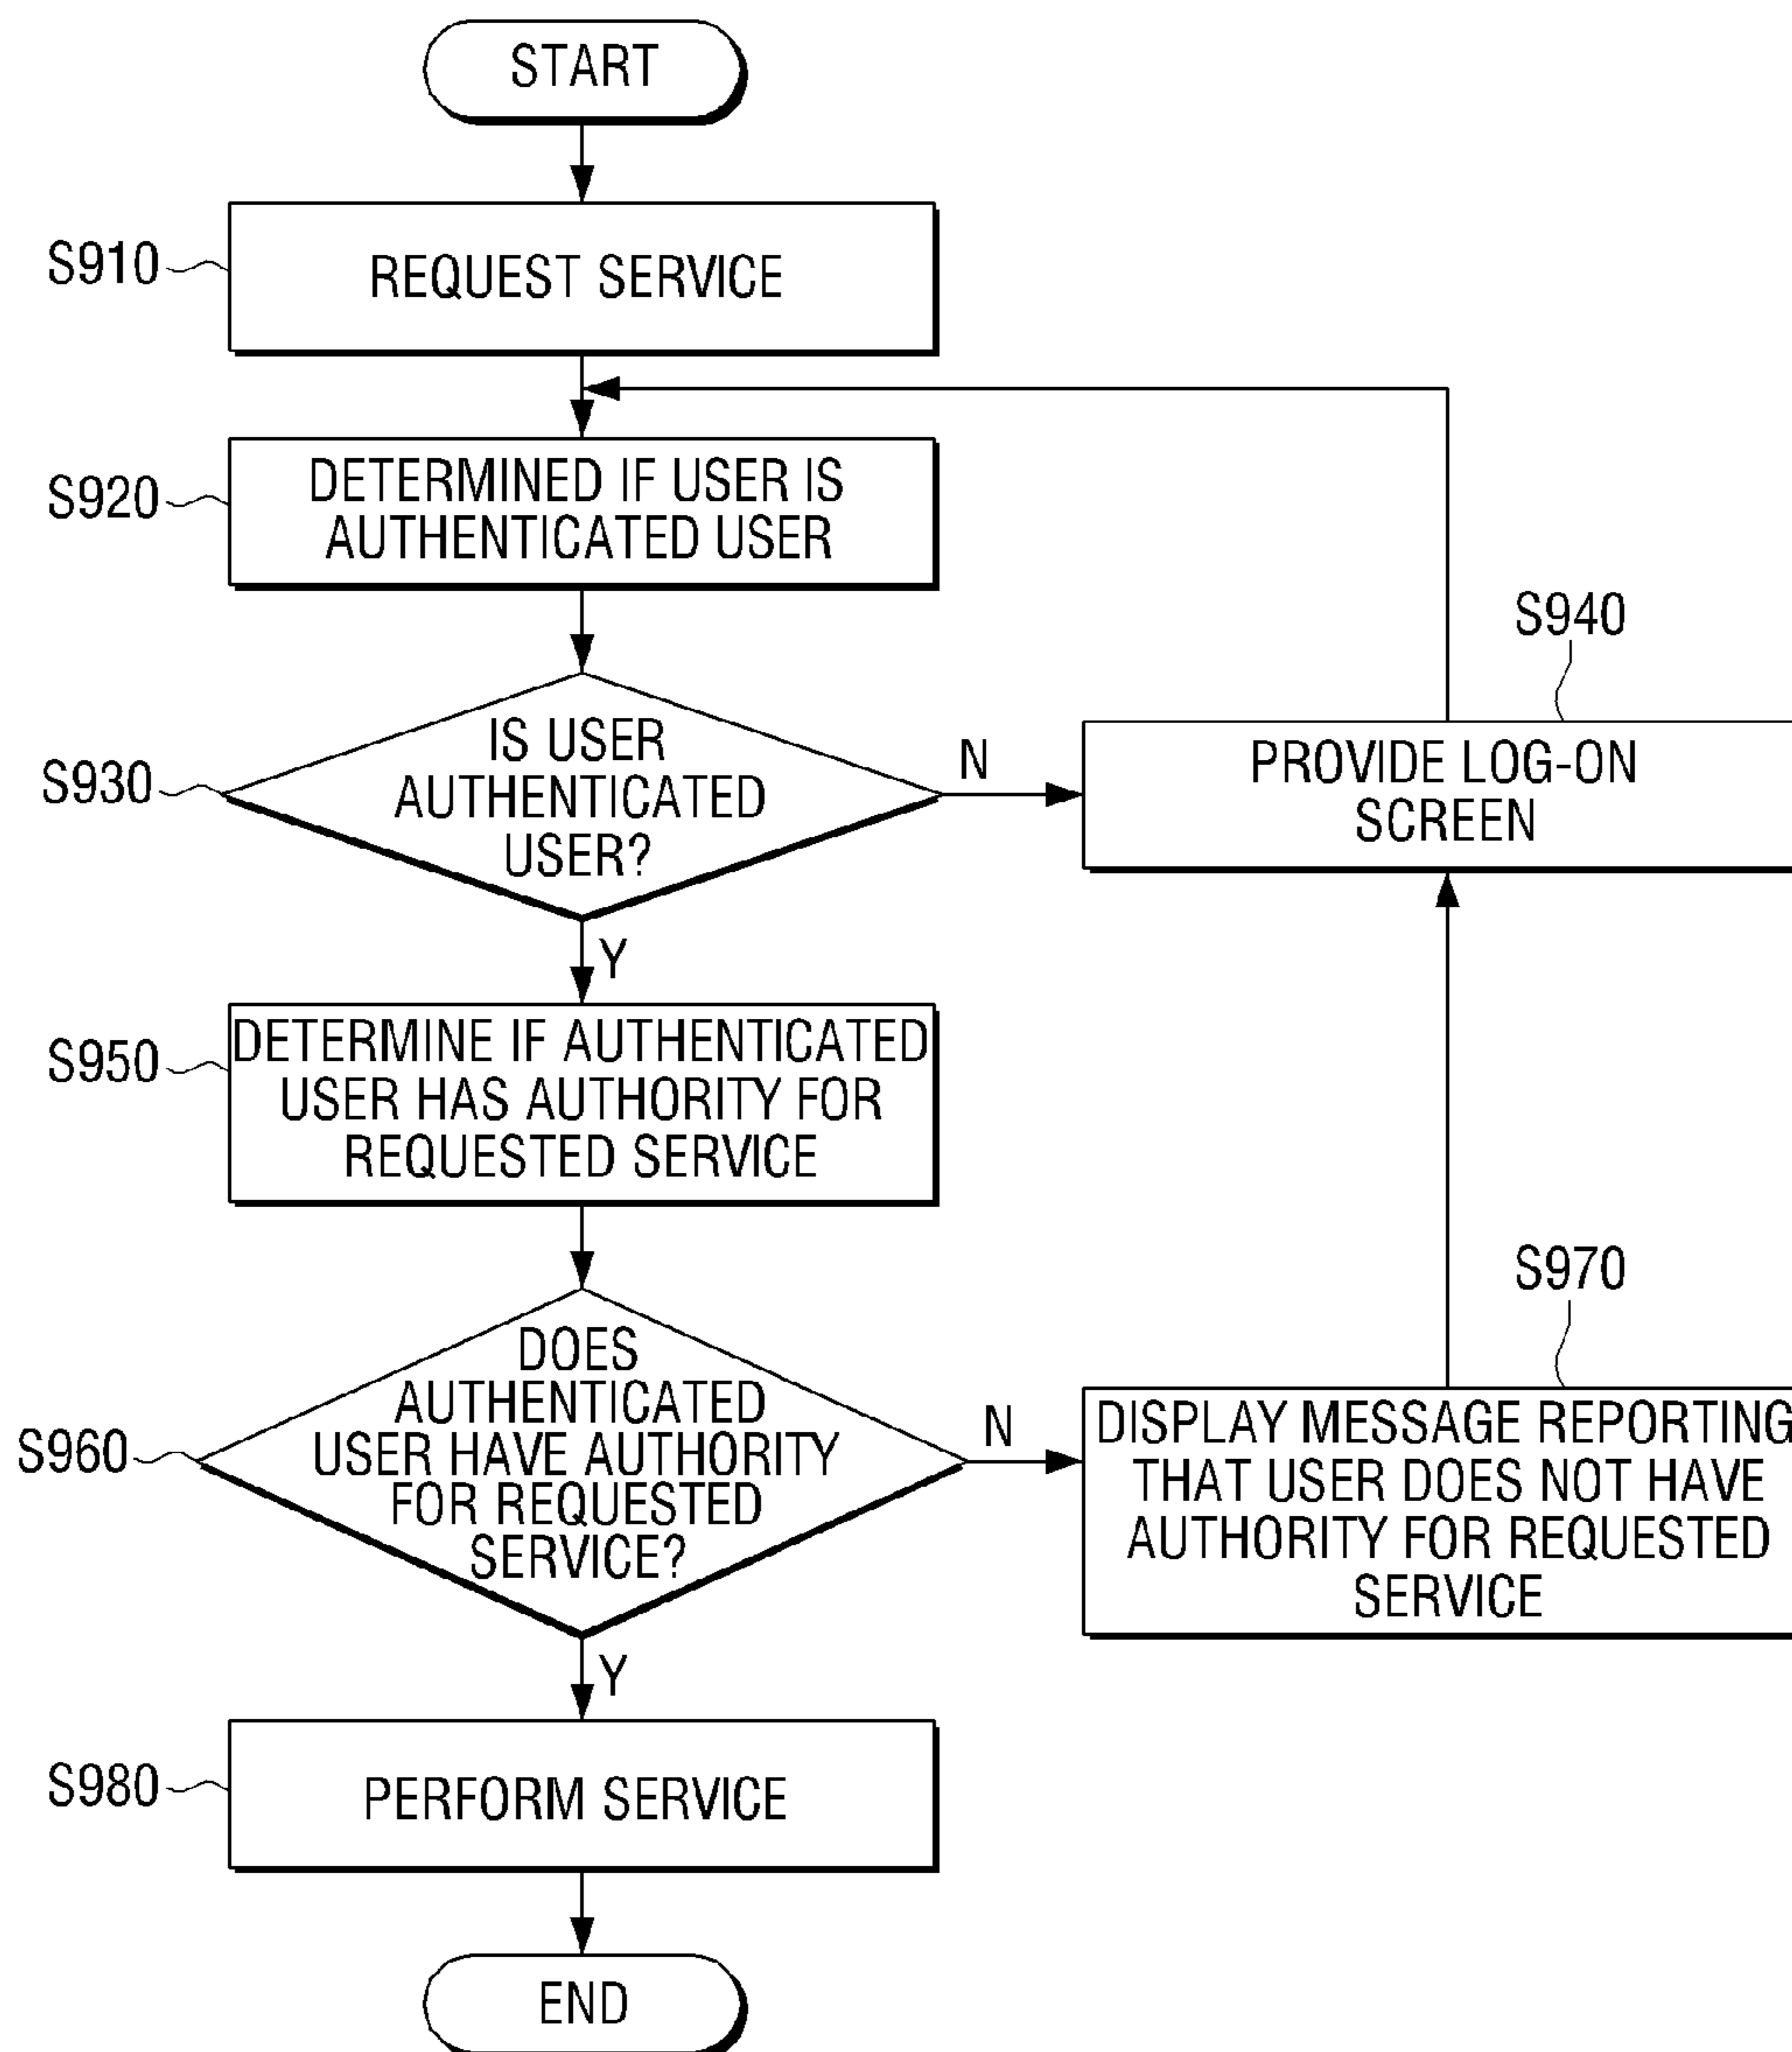 START
S910
REQUEST SERVICE
S920
DETERMINED IF USER IS
AUTHENTICATED USER
S930
IS USER
AUTHENTICATED
USER?
N
S940
PROVIDE LOG-ON
SCREEN
Y
S950
DETERMINE IF AUTHENTICATED
USER HAS AUTHORITY FOR
REQUESTED SERVICE
S960
DOES
AUTHENTICATED
USER HAVE AUTHORITY
FOR REQUESTED
SERVICE?
N
S970
DISPLAY MESSAGE REPORTING
THAT USER DOES NOT HAVE
AUTHORITY FOR REQUESTED
SERVICE
Y
S980
PERFORM SERVICE
END